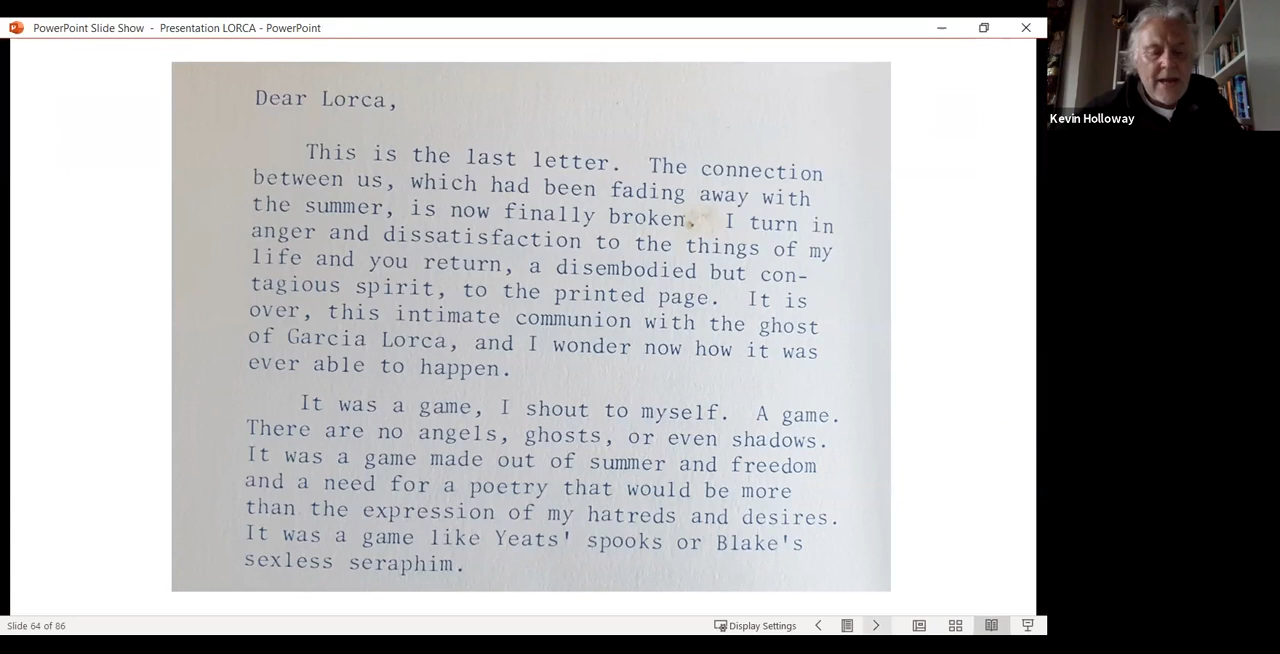 PowerPoint Slide Show - Presentation LORCA - PowerPoint
Dear Lorca,
This is the last letter. The connection
between us, which had been fading away with
the summer, is now finally broken. I turn in
anger and dissatisfaction to the things of my
life and you return, a disembodied but con-
tagious spirit, to the printed page. It is
over, this intimate communion with the ghost
of Garcia Lorca, and I wonder now how it was
ever able to happen.
It was a game, I shout to myself. A game.
There are no angels, ghosts, or even shadows.
It was a game made out of summer and freedom
and a need for a poetry that would be more
than the expression of my hatreds and desires.
It was a game like Yeats' spooks or Blake's
sexless seraphim.
Kevin Holloway
Slide 64 of 86
Display Settings